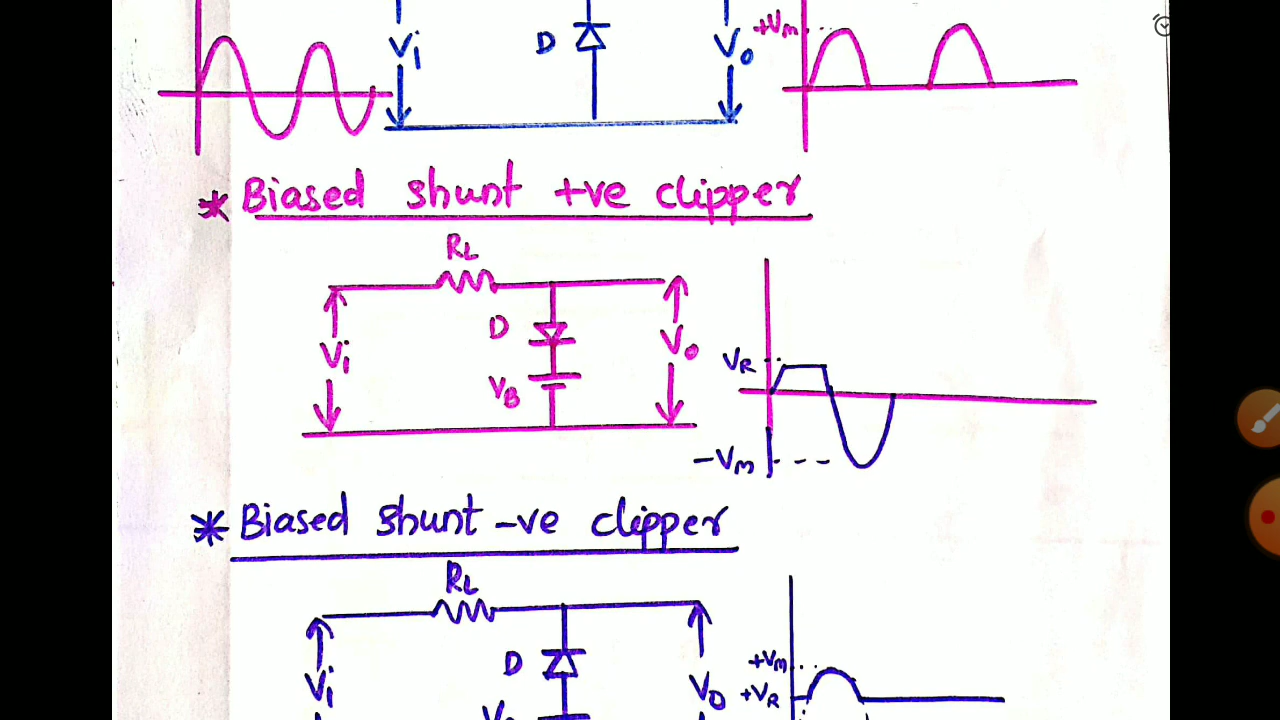 Vi
D
Vo
+Vm
* Biased shunt +ve clipper
RL
D
Vi
Vo
VR
VB
-Vm
* Biased shunt -ve clipper
RL
D
+Vm
Vi
VO
+VR